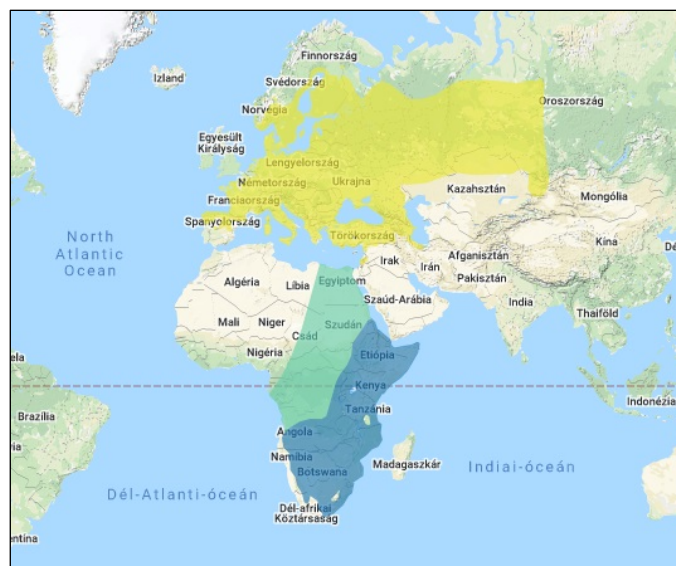 Finnország
Izland
Svédország
Oroszország
Norvégia
Egyesült
Királyság
Lengyelország
Németország
Ukrajna
Kazahsztán
Mongólia
Franciaország
Spanyolország
Törökország
North
Atlantic
Ocean
Irak
Irán
Afganisztán
Kína
Pakisztán
Algéria
Líbia
Egyiptom
Szaúd-Arábia
India
Thaiföld
Mali
Niger
Csád
Szudán
Nigéria
Etiópia
Kenya
Indonézia
Brazília
Tanzánia
Angola
Namíbia
Botswana
Madagaszkár
Indiai-óceán
Dél-Atlanti-óceán
Dél-afrikai
Köztársaság